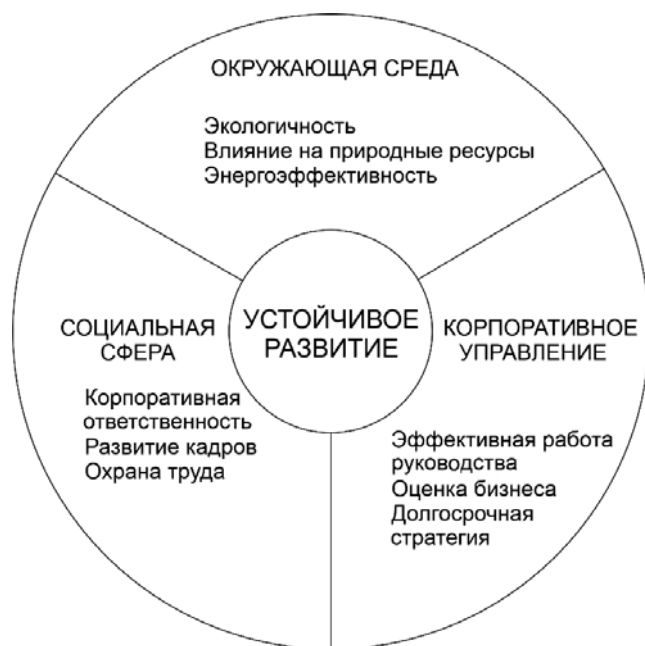 ОКРУЖАЮЩАЯ СРЕДА
Экологичность
Влияние на природные ресурсы
Энергоэффективность
УСТОЙЧИВОЕ
РАЗВИТИЕ
СОЦИАЛЬНАЯ
СФЕРА
Корпоративная
ответственность
Развитие кадров
Охрана труда
КОРПОРАТИВНОЕ
УПРАВЛЕНИЕ
Эффективная работа
руководства
Оценка бизнеса
Долгосрочная
стратегия